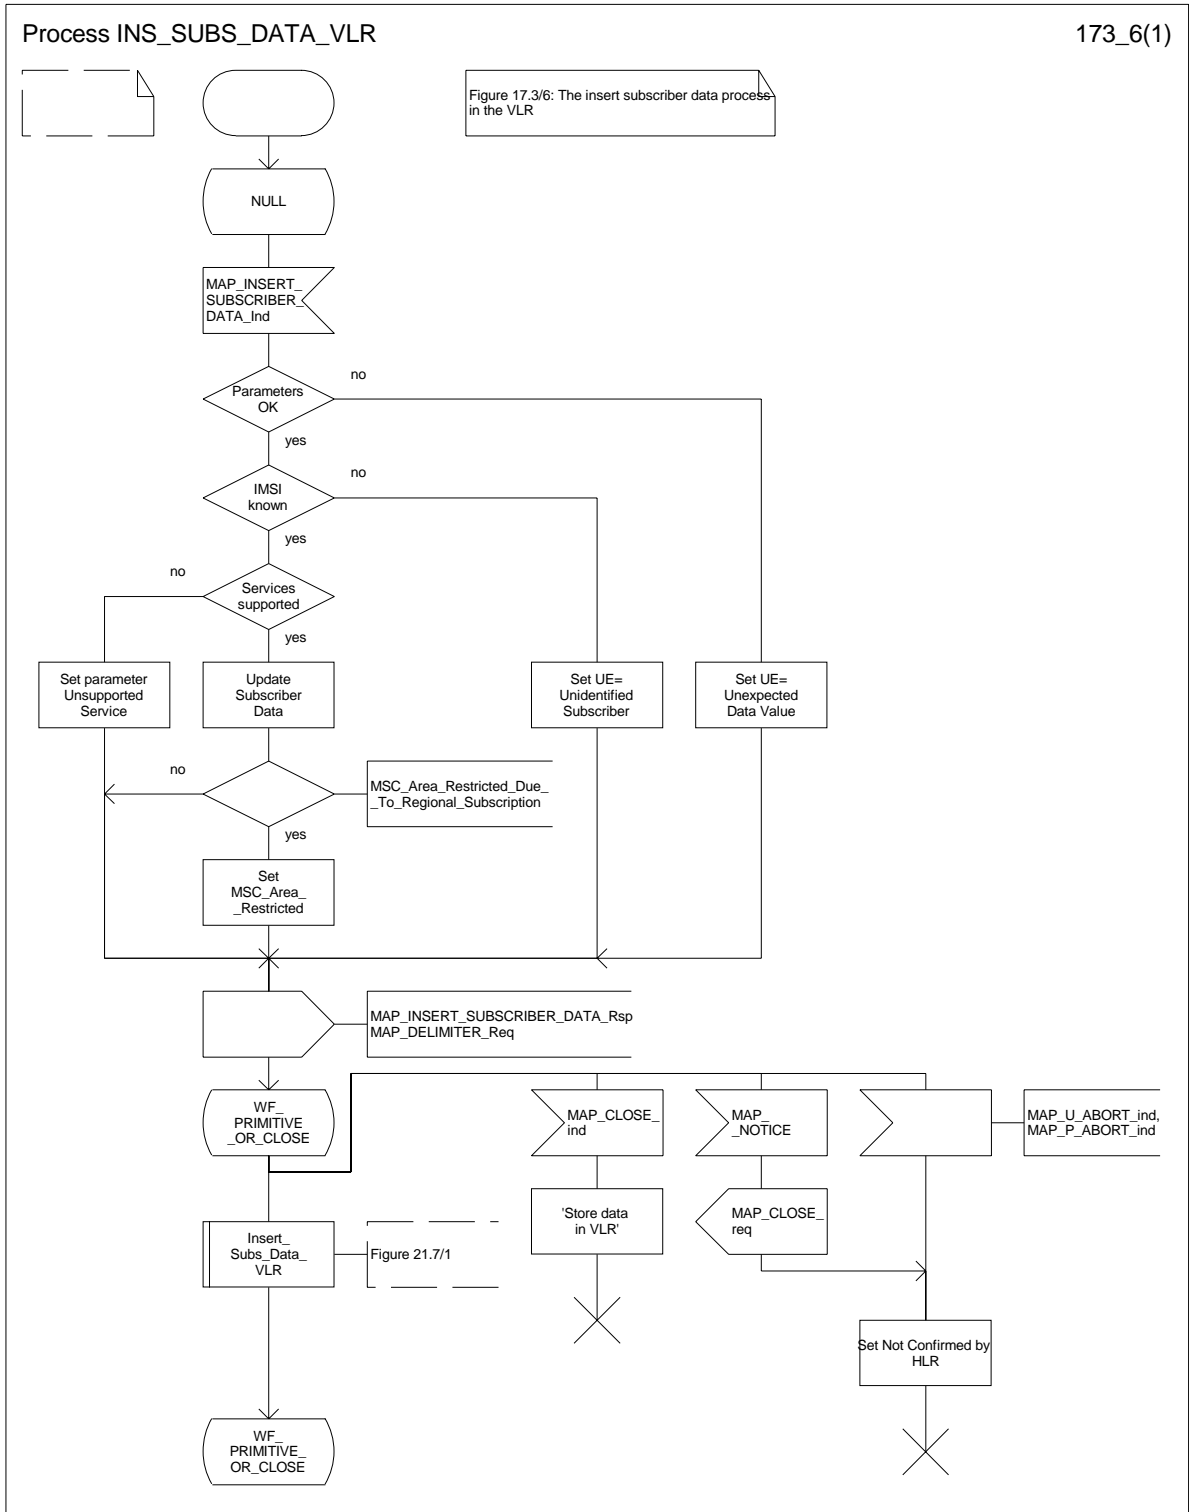 Process INS_SUBS_DATA_VLR
173_6(1)
Figure 17.3/6: The insert subscriber data process
in the VLR
NULL
MAP_INSERT_
SUBSCRIBER_
DATA_Ind
Parameters
OK
no
yes
IMSI
known
no
yes
Services
supported
no
yes
Set parameter
Unsupported
Service
Update
Subscriber
Data
Set UE=
Unidentified
Subscriber
Set UE=
Unexpected
Data Value
no
MSC_Area_Restricted_Due_
_To_Regional_Subscription
yes
Set
MSC_Area_
_Restricted
MAP_INSERT_SUBSCRIBER_DATA_Rsp
MAP_DELIMITER_Req
WF_
PRIMITIVE
_OR_CLOSE
MAP_CLOSE_
ind
MAP_
_NOTICE
MAP_U_ABORT_ind,
MAP_P_ABORT_ind
'Store data
in VLR'
MAP_CLOSE_
req
Insert_
Subs_Data_
VLR
Figure 21.7/1
Set Not Confirmed by
HLR
WF_
PRIMITIVE_
OR_CLOSE